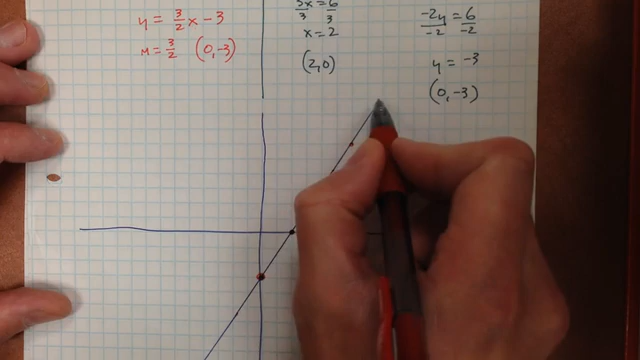 y = 3/2 x - 3
m = 3/2 (0, -3)
3x/3 = 6/3
x = 2
(2, 0)
-2y/-2 = 6/-2
y = -3
(0, -3)